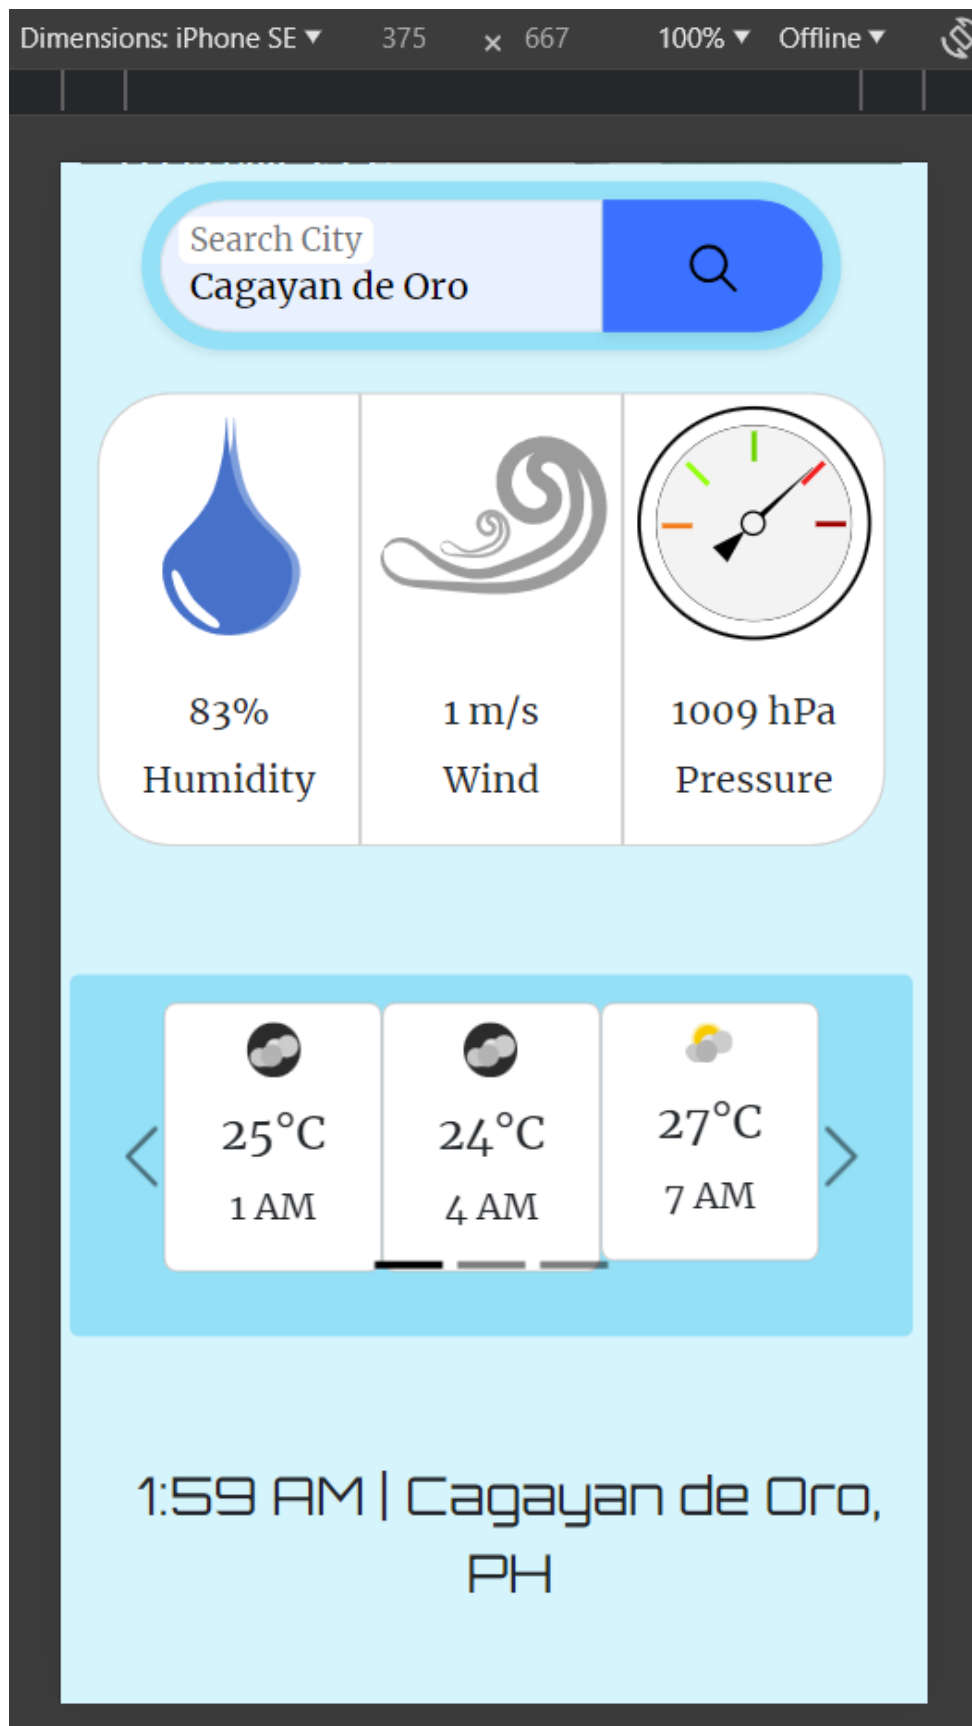 Dimensions: iPhone SE ▼ 375 × 667 100% ▼ Offline ▼
Search City
Cagayan de Oro
83% 1 m/s 1009 hPa
Humidity Wind Pressure
25°C 24°C 27°C
1 AM 4 AM 7 AM
1:59 AM | Cagayan de Oro,
PH